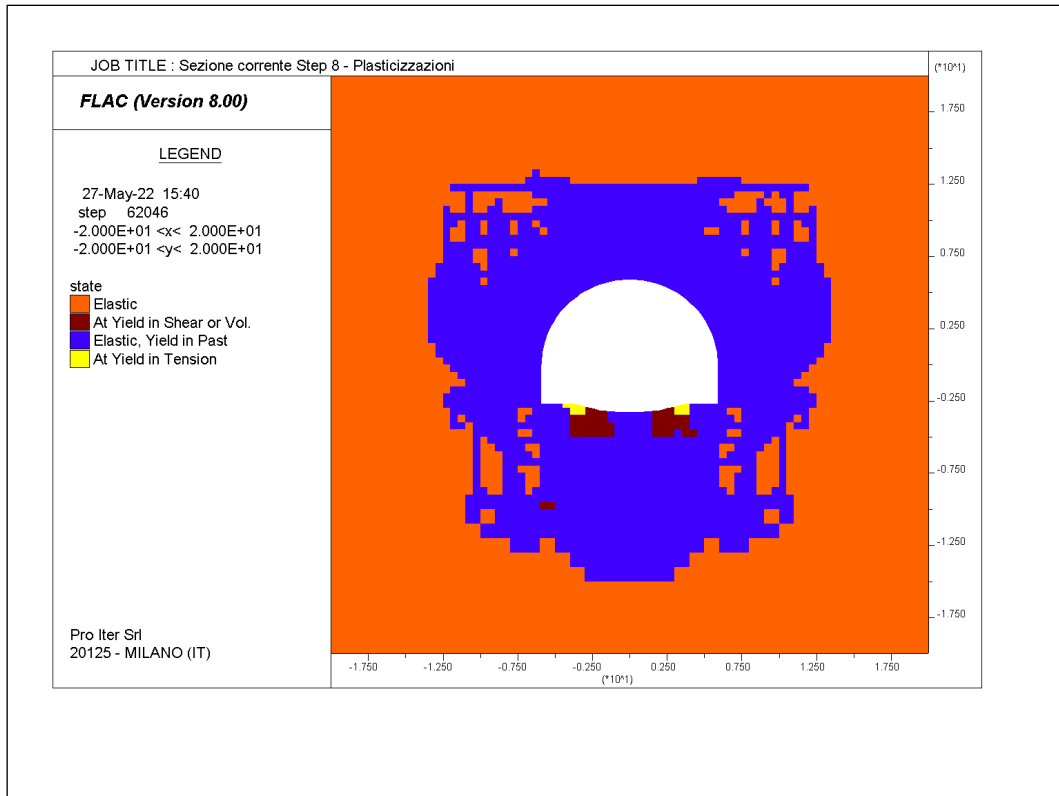 JOB TITLE : Sezione corrente Step 8 - Plasticizzazioni
FLAC (Version 8.00)
LEGEND
27-May-22 15:40
step 62046
-2.000E+01 <x< 2.000E+01
-2.000E+01 <y< 2.000E+01
state
Elastic
At Yield in Shear or Vol.
Elastic, Yield in Past
At Yield in Tension
Pro Iter Srl
20125 - MILANO (IT)
(*10^1)
1.750
1.250
0.750
0.250
-0.250
-0.750
-1.250
-1.750
-1.750 -1.250 -0.750 -0.250 0.250 0.750 1.250 1.750
(*10^1)